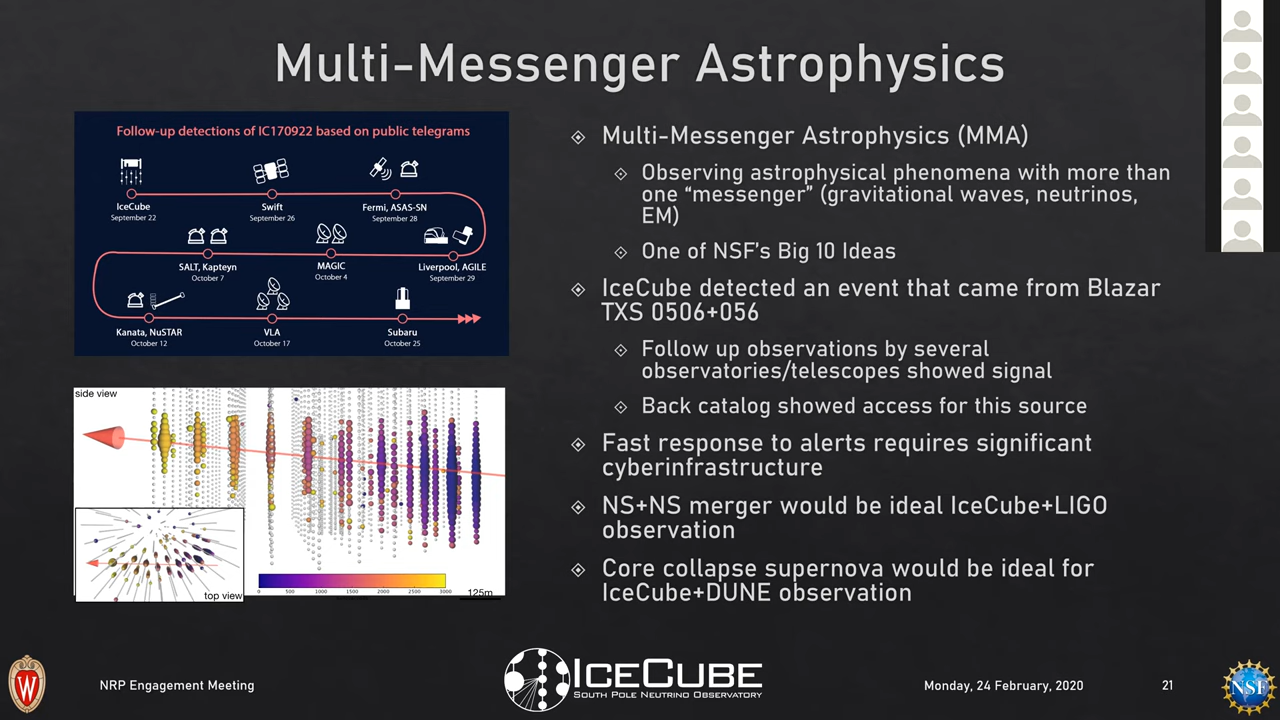 Multi-Messenger Astrophysics
Follow-up detections of IC170922 based on public telegrams
IceCube
September 22
Swift
September 26
Fermi, ASAS-SN
September 28
SALT, Kapteyn
October 7
MAGIC
October 4
Liverpool, AGILE
September 29
Kanata, NuSTAR
October 12
VLA
October 17
Subaru
October 25
side view
top view
0 500 1000 1500 2000 2500 3000
125m
Multi-Messenger Astrophysics (MMA)
Observing astrophysical phenomena with more than
one “messenger” (gravitational waves, neutrinos,
EM)
One of NSF’s Big 10 Ideas
IceCube detected an event that came from Blazar
TXS 0506+056
Follow up observations by several
observatories/telescopes showed signal
Back catalog showed access for this source
Fast response to alerts requires significant
cyberinfrastructure
NS+NS merger would be ideal IceCube+LIGO
observation
Core collapse supernova would be ideal for
IceCube+DUNE observation
W
NRP Engagement Meeting
ICECUBE
SOUTH POLE NEUTRINO OBSERVATORY
Monday, 24 February, 2020
21
NSF